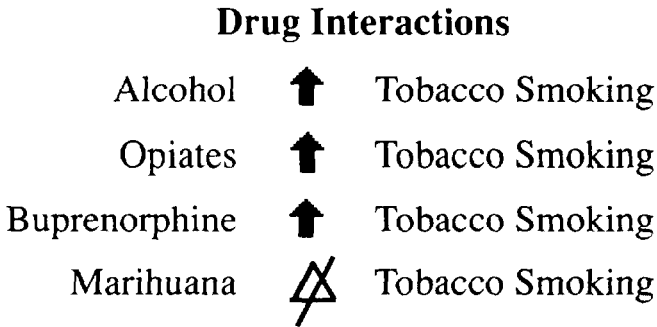 Drug Interactions
Alcohol ⬆ Tobacco Smoking
Opiates ⬆ Tobacco Smoking
Buprenorphine ⬆ Tobacco Smoking
Marihuana Tobacco Smoking